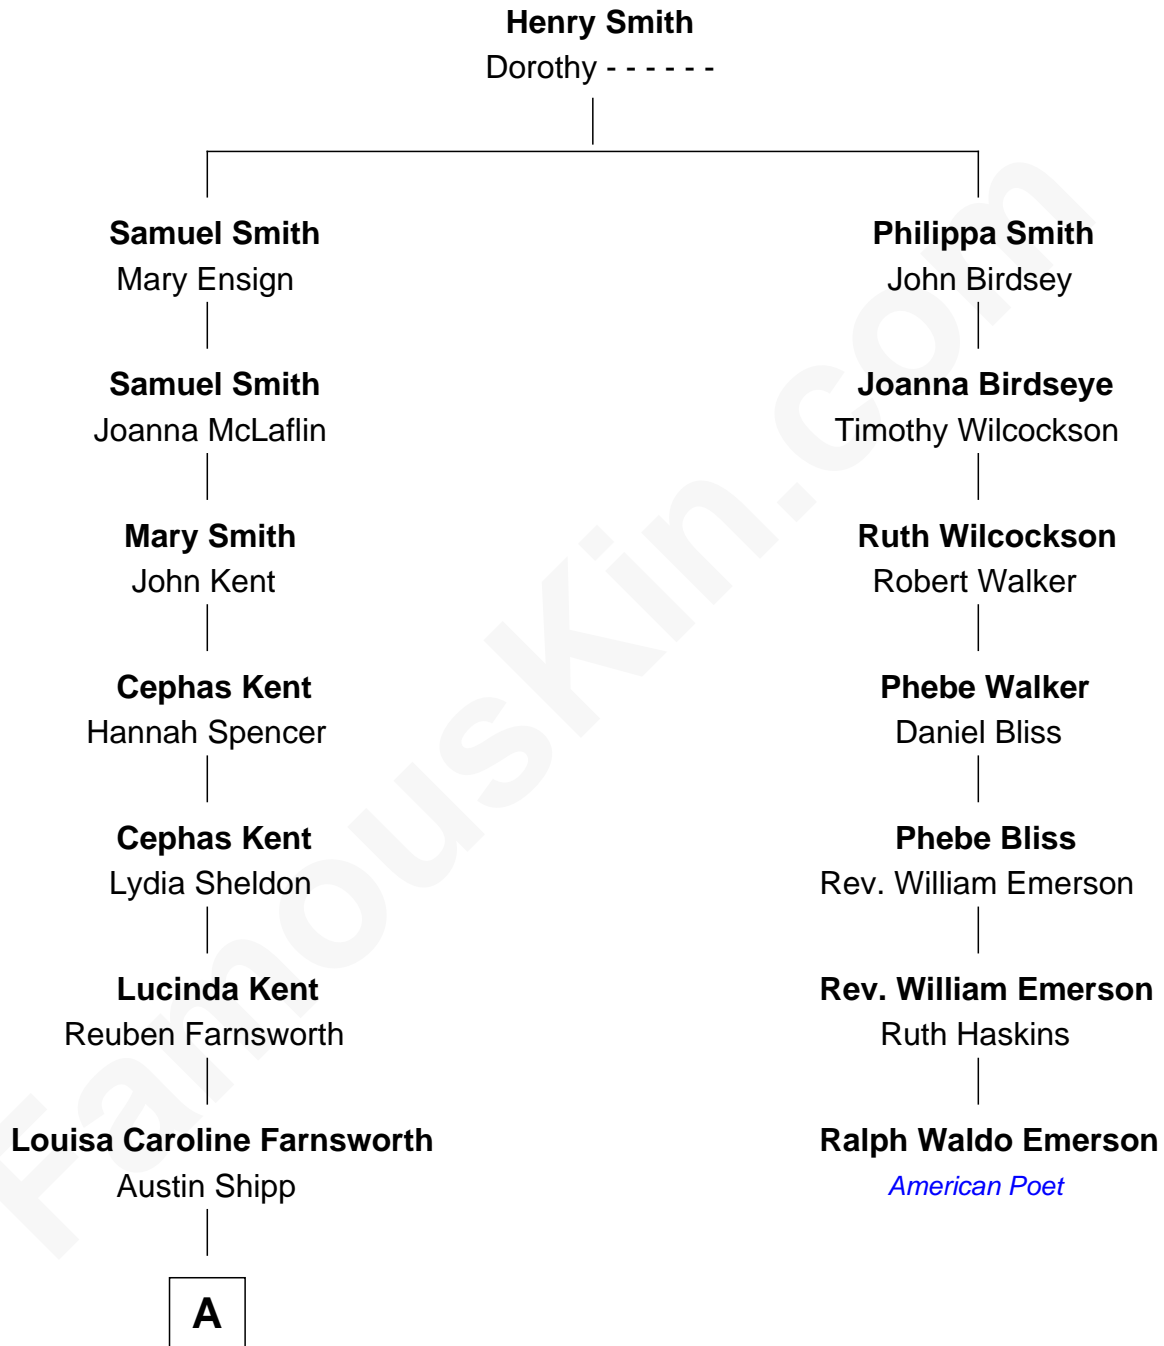 Henry Smith
Dorothy - - - - - -
Samuel Smith
Mary Ensign
Philippa Smith
John Birdsey
Samuel Smith
Joanna McLaflin
Joanna Birdseye
Timothy Wilcockson
Mary Smith
John Kent
Ruth Wilcockson
Robert Walker
Cephas Kent
Hannah Spencer
Phebe Walker
Daniel Bliss
Cephas Kent
Lydia Sheldon
Phebe Bliss
Rev. William Emerson
Lucinda Kent
Reuben Farnsworth
Rev. William Emerson
Ruth Haskins
Louisa Caroline Farnsworth
Austin Shipp
Ralph Waldo Emerson
American Poet
A
FamousKin.com